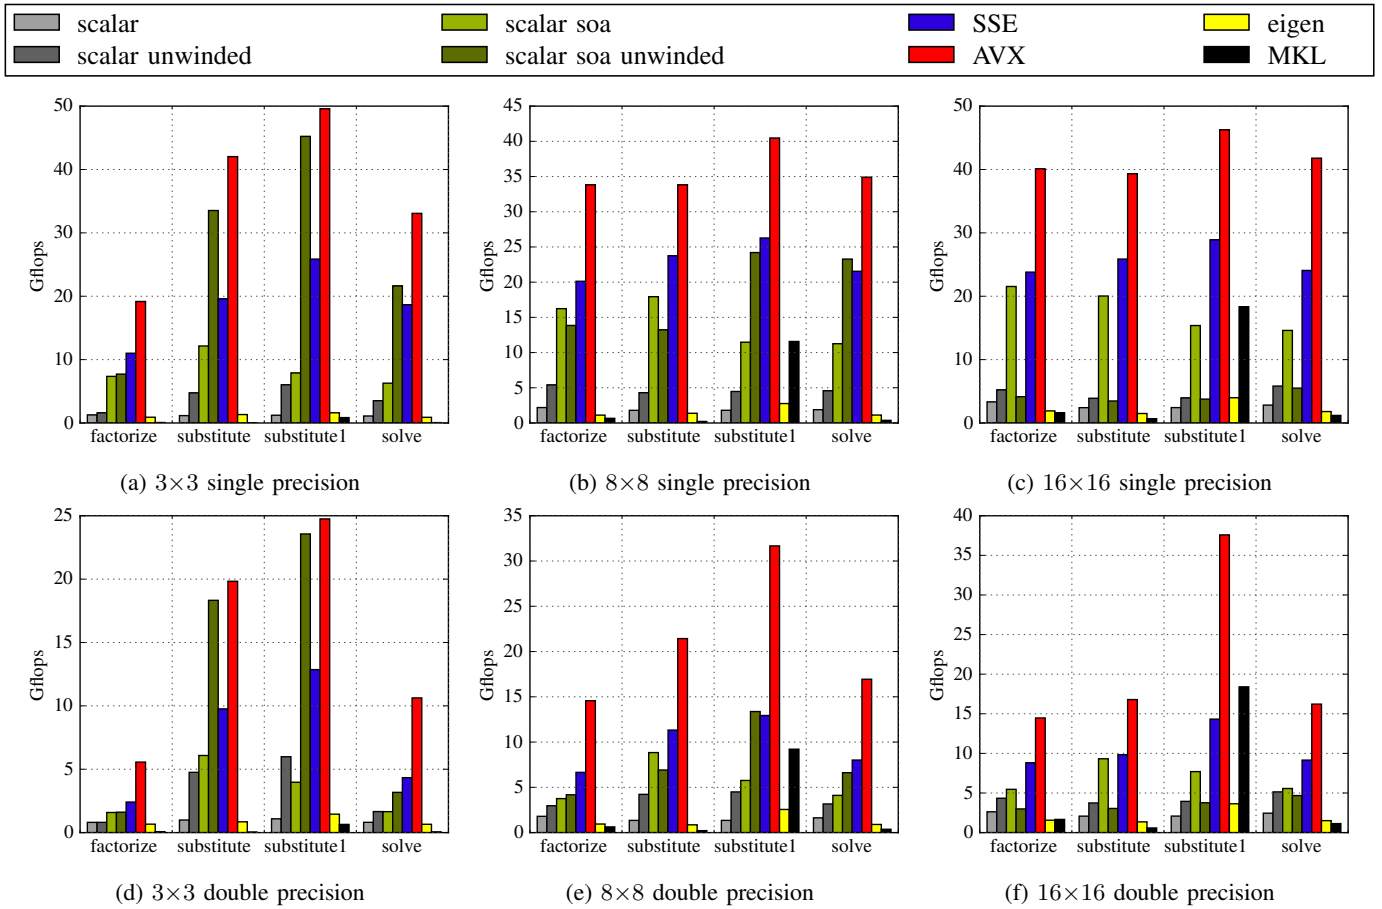 scalar scalar soa SSE eigen
scalar unwinded scalar soa unwinded AVX MKL
50
40
30
20
10
0
Gflops
factorize substitute substitute1 solve
(a) 3×3 single precision
45
40
35
30
25
20
15
10
5
0
Gflops
factorize substitute substitute1 solve
(b) 8×8 single precision
50
40
30
20
10
0
Gflops
factorize substitute substitute1 solve
(c) 16×16 single precision
25
20
15
10
5
0
Gflops
factorize substitute substitute1 solve
(d) 3×3 double precision
35
30
25
20
15
10
5
0
Gflops
factorize substitute substitute1 solve
(e) 8×8 double precision
40
35
30
25
20
15
10
5
0
Gflops
factorize substitute substitute1 solve
(f) 16×16 double precision